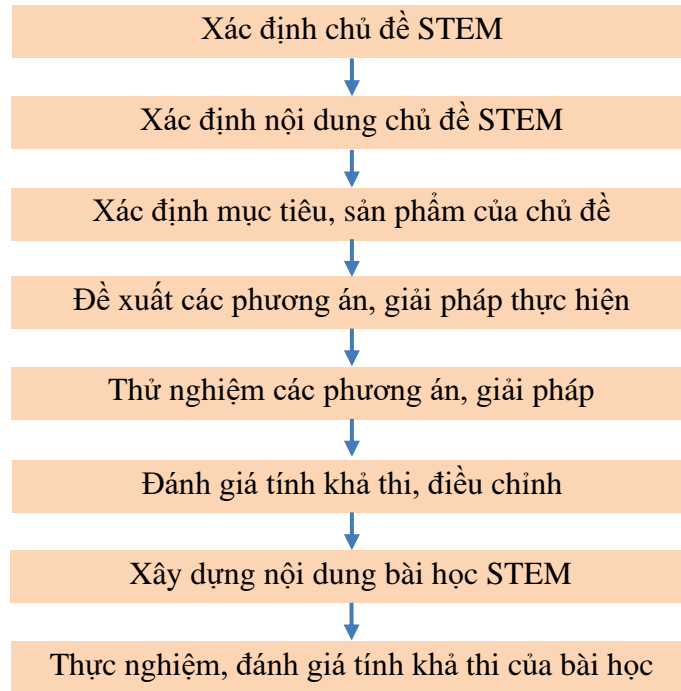 Xác định chủ đề STEM
Xác định nội dung chủ đề STEM
Xác định mục tiêu, sản phẩm của chủ đề
Đề xuất các phương án, giải pháp thực hiện
Thử nghiệm các phương án, giải pháp
Đánh giá tính khả thi, điều chỉnh
Xây dựng nội dung bài học STEM
Thực nghiệm, đánh giá tính khả thi của bài học